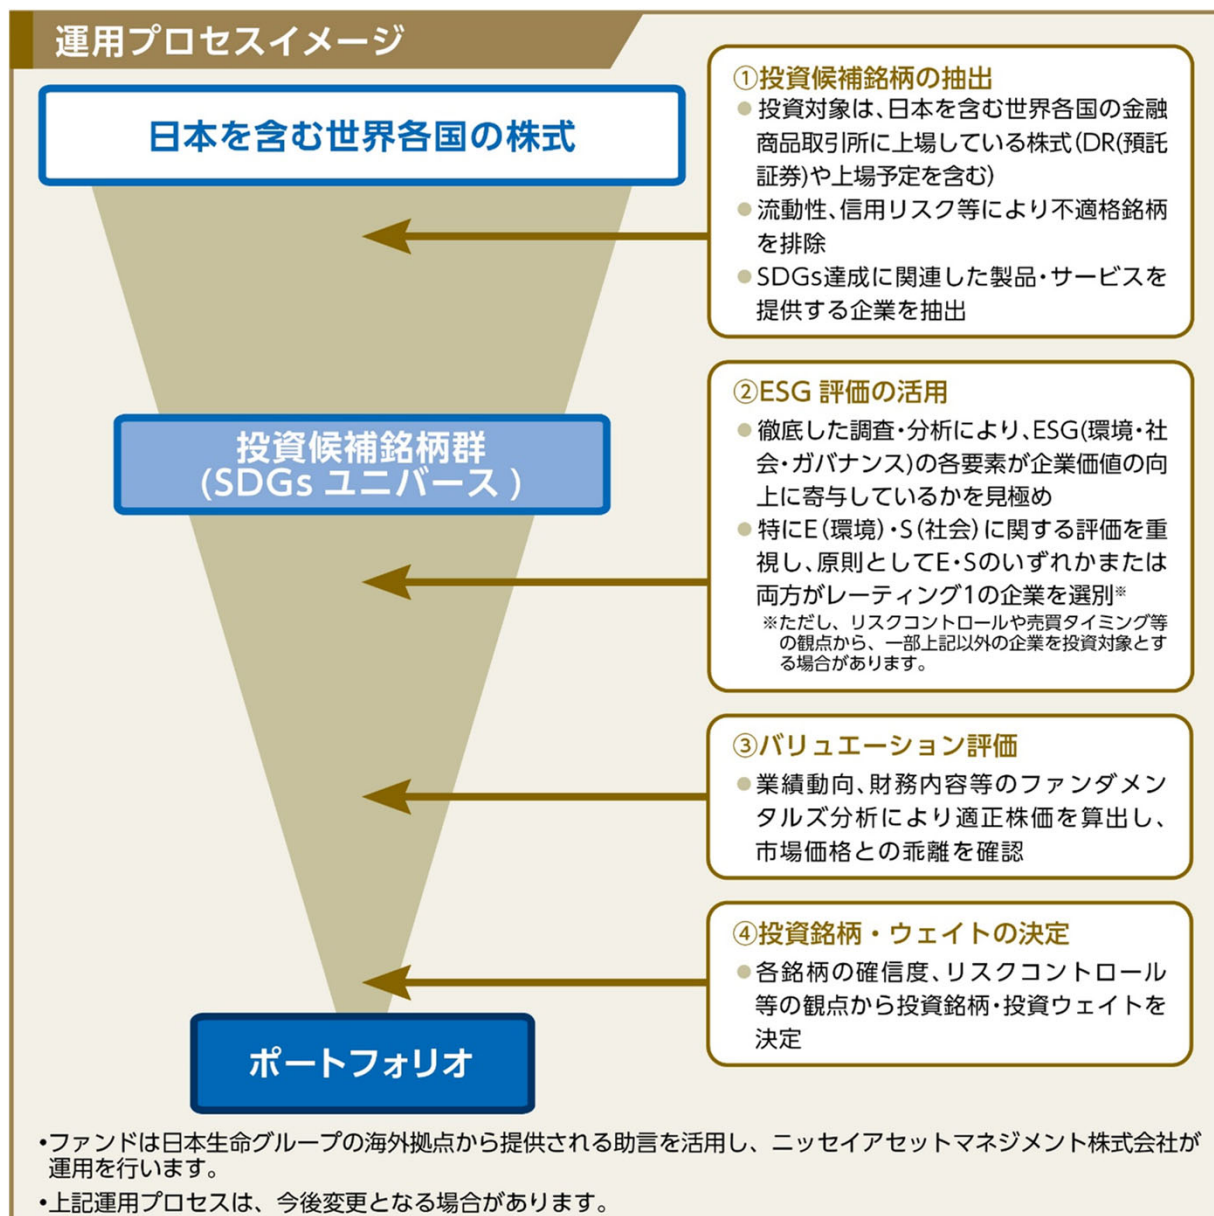 運用プロセスイメージ
日本を含む世界各国の株式
①投資候補銘柄の抽出
●投資対象は、日本を含む世界各国の金融
商品取引所に上場している株式(DR(預託
証券)や上場予定を含む)
●流動性、信用リスク等により不適格銘柄
を排除
●SDGs達成に関連した製品・サービスを
提供する企業を抽出
投資候補銘柄群
(SDGs ユニバース )
②ESG 評価の活用
●徹底した調査・分析により、ESG(環境・社
会・ガバナンス)の各要素が企業価値の向
上に寄与しているかを見極め
●特にE(環境)・S(社会)に関する評価を重
視し、原則としてE・Sのいずれかまたは
両方がレーティング1の企業を選別※
※ただし、リスクコントロールや売買タイミング等
の観点から、一部上記以外の企業を投資対象とす
る場合があります。
③バリュエーション評価
●業績動向、財務内容等のファンダメン
タルズ分析により適正株価を算出し、
市場価格との乖離を確認
④投資銘柄・ウェイトの決定
●各銘柄の確信度、リスクコントロール
等の観点から投資銘柄・投資ウェイトを
決定
ポートフォリオ
•ファンドは日本生命グループの海外拠点から提供される助言を活用し、ニッセイアセットマネジメント株式会社が
運用を行います。
•上記運用プロセスは、今後変更となる場合があります。